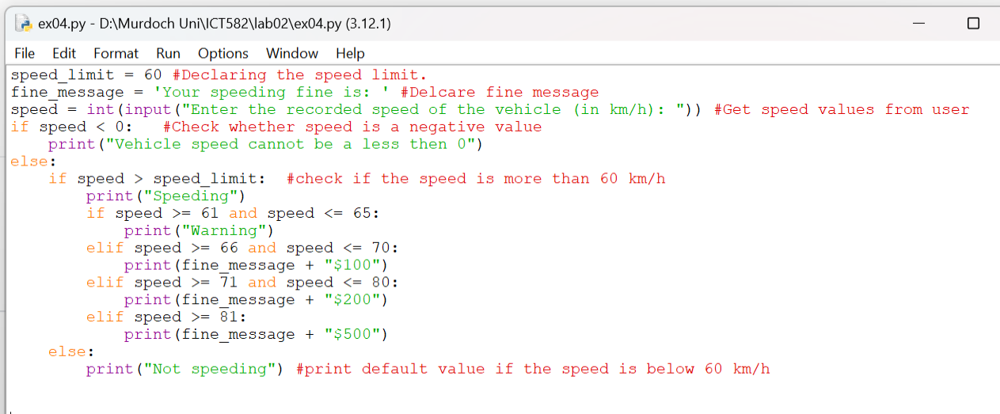 ex04.py - D:\Murdoch Uni\ICT582\lab02\ex04.py (3.12.1)
File Edit Format Run Options Window Help
speed_limit = 60 #Declaring the speed limit.
fine_message = 'Your speeding fine is: ' #Delcare fine message
speed = int(input("Enter the recorded speed of the vehicle (in km/h): ")) #Get speed values from user
if speed < 0:   #Check whether speed is a negative value
    print("Vehicle speed cannot be a less then 0")
else:
    if speed > speed_limit:  #check if the speed is more than 60 km/h
        print("Speeding")
        if speed >= 61 and speed <= 65:
            print("Warning")
        elif speed >= 66 and speed <= 70:
            print(fine_message + "$100")
        elif speed >= 71 and speed <= 80:
            print(fine_message + "$200")
        elif speed >= 81:
            print(fine_message + "$500")
    else:
        print("Not speeding") #print default value if the speed is below 60 km/h